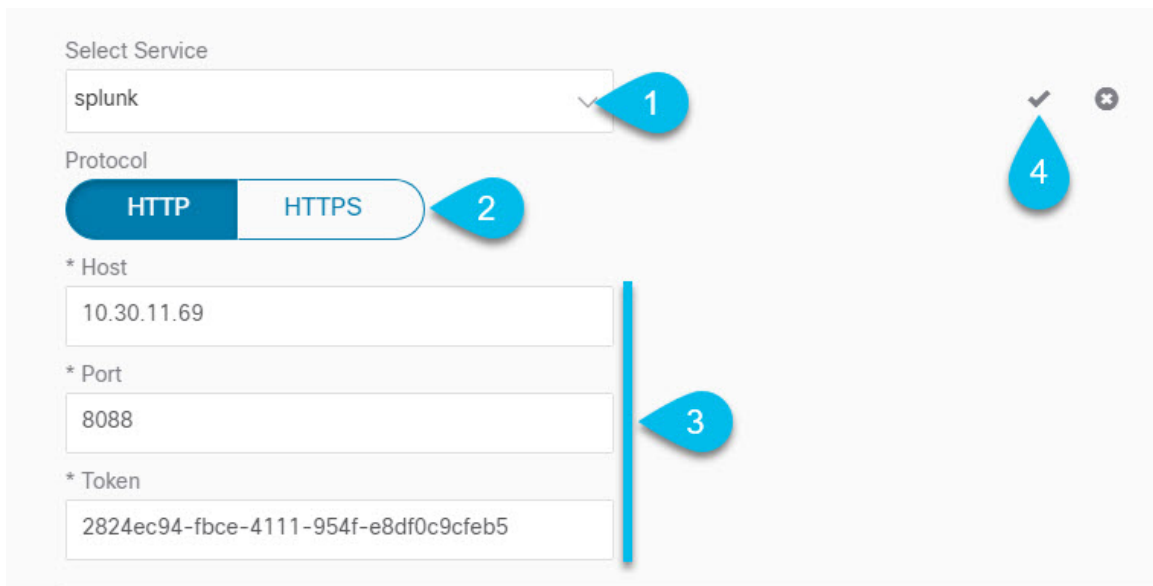 Select Service
splunk
1
4
Protocol
HTTP HTTPS
2
* Host
10.30.11.69
* Port
8088
3
* Token
2824ec94-fbce-4111-954f-e8df0c9cfeb5